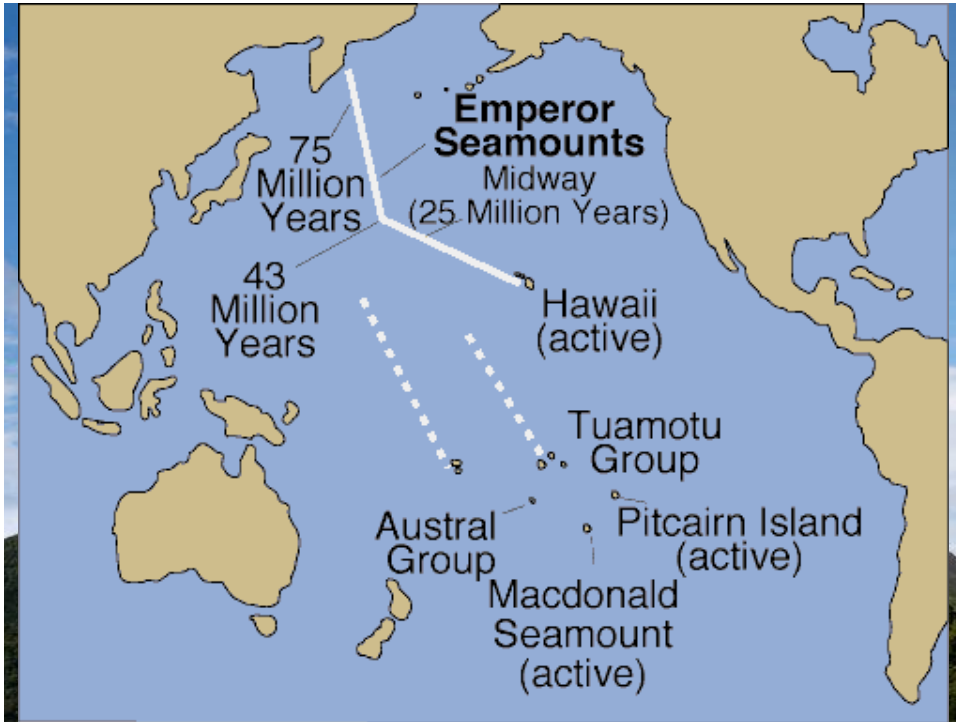 Emperor
Seamounts
Midway
(25 Million Years)
75
Million
Years
43
Million
Years
Hawaii
(active)
Tuamotu
Group
Austral
Group
Pitcairn Island
(active)
Macdonald
Seamount
(active)